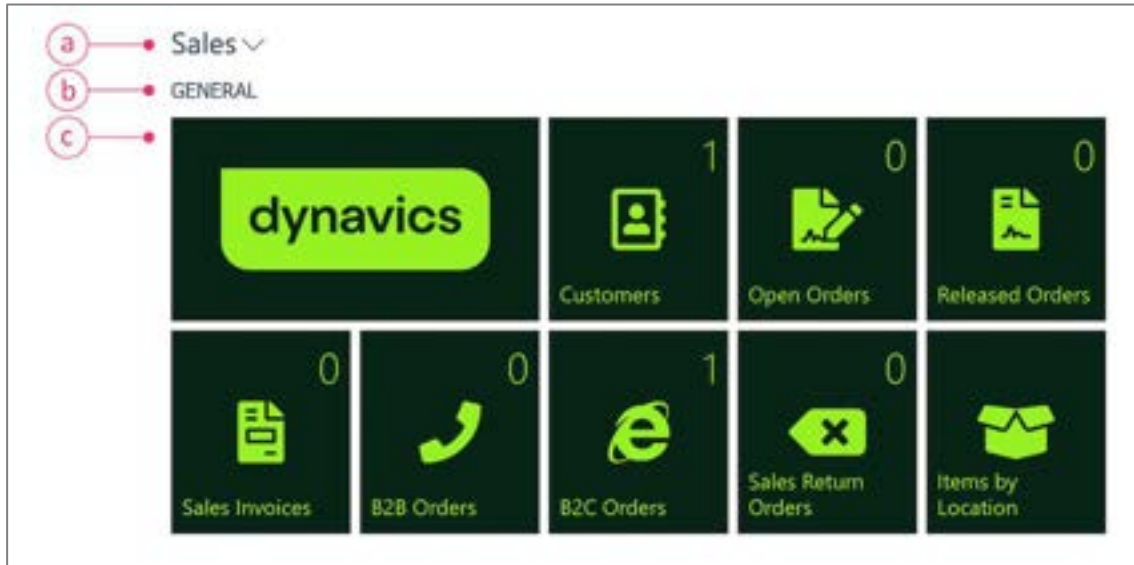 a Sales
b GENERAL
c
dynavics
1
Customers
0
Open Orders
0
Released Orders
0
Sales Invoices
0
B2B Orders
1
B2C Orders
0
Sales Return
Orders
Items by
Location